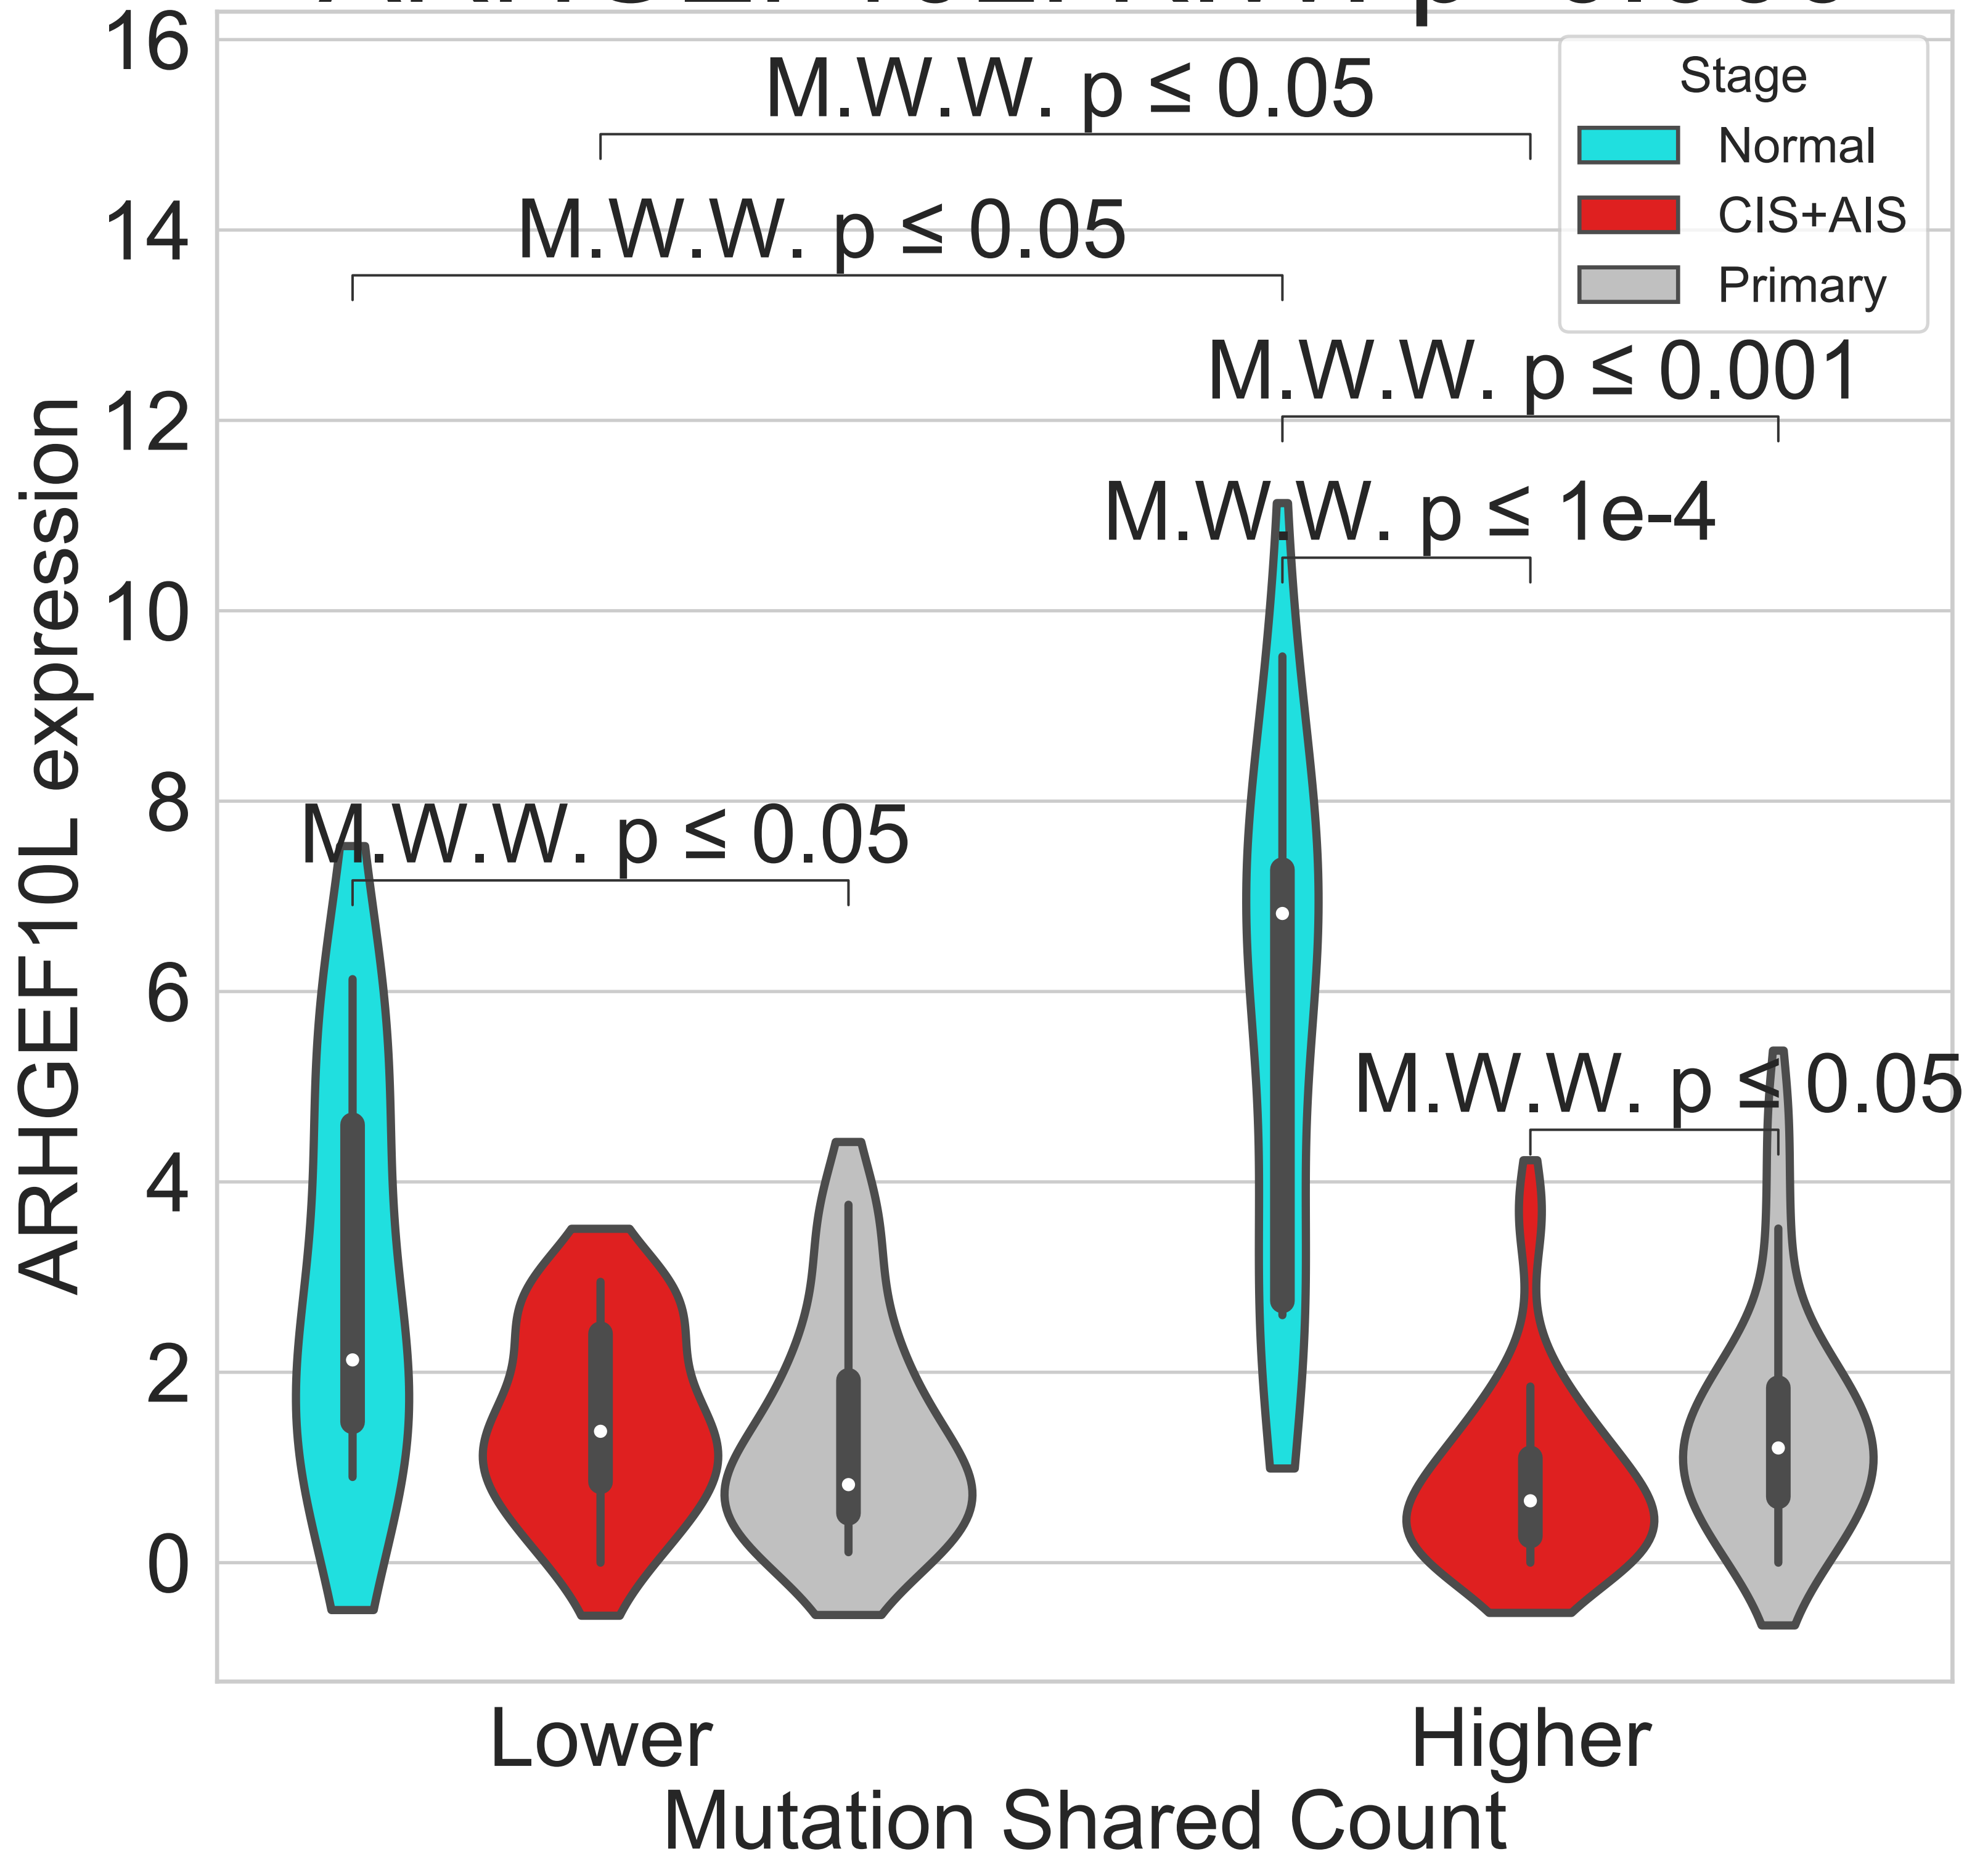 16
14
12
10
8
6
4
2
0
ARHGEF10L expression
M.W.W. p ≤ 0.05
M.W.W. p ≤ 0.05
M.W.W. p ≤ 0.001
M.W.W. p ≤ 1e-4
M.W.W. p ≤ 0.05
M.W.W. p ≤ 0.05
Stage
Normal
CIS+AIS
Primary
Lower
Higher
Mutation Shared Count